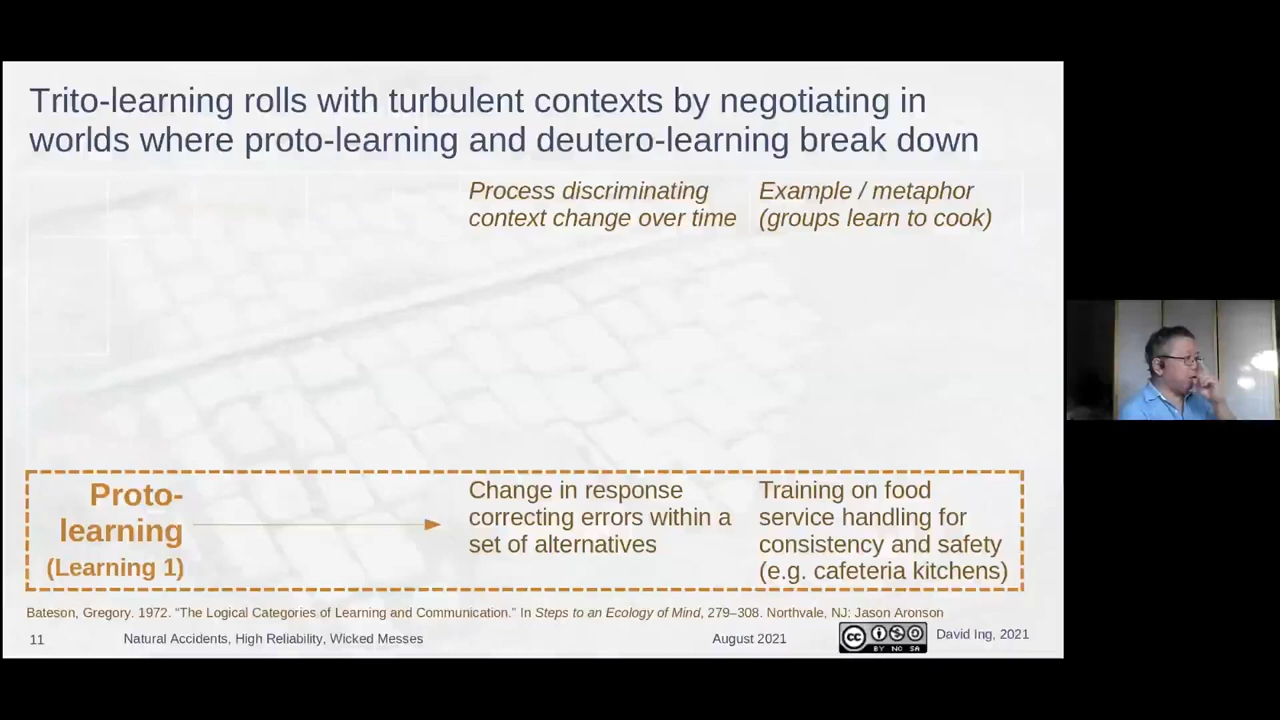 Trito-learning rolls with turbulent contexts by negotiating in
worlds where proto-learning and deutero-learning break down
Process discriminating
context change over time
Example / metaphor
(groups learn to cook)
Proto-
learning
(Learning 1)
Change in response
correcting errors within a
set of alternatives
Training on food
service handling for
consistency and safety
(e.g. cafeteria kitchens)
Bateson, Gregory. 1972. “The Logical Categories of Learning and Communication.” In Steps to an Ecology of Mind, 279–308. Northvale, NJ: Jason Aronson
11
Natural Accidents, High Reliability, Wicked Messes
August 2021
cc
BY NC SA
David Ing, 2021